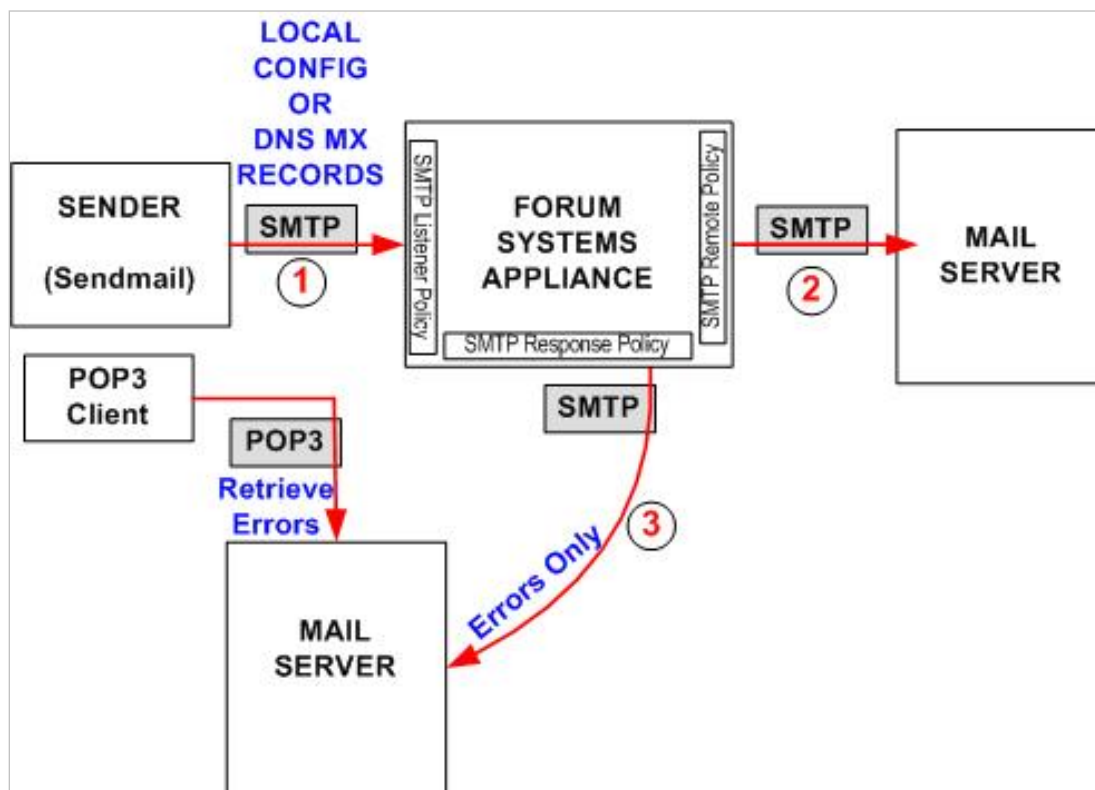 LOCAL
CONFIG
OR
DNS MX
RECORDS
SENDER
(Sendmail)
SMTP
1
SMTP Listener Policy
FORUM
SYSTEMS
APPLIANCE
SMTP Remote Policy
SMTP Response Policy
SMTP
2
MAIL
SERVER
POP3
Client
POP3
Retrieve
Errors
SMTP
3
Errors Only
MAIL
SERVER